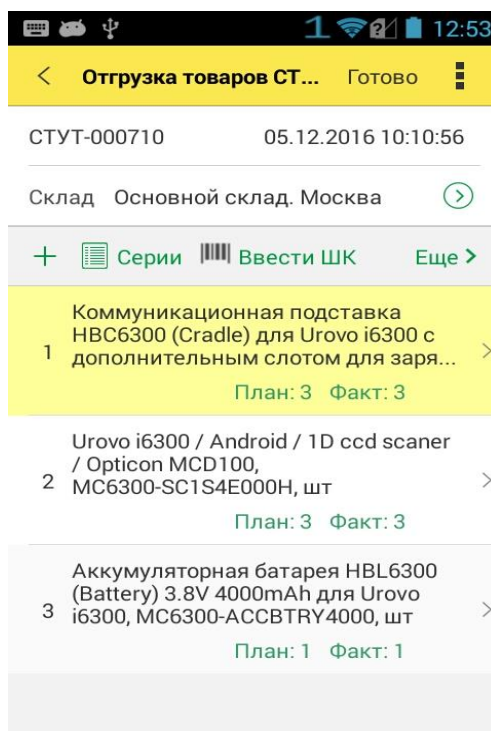 12:53
Отгрузка товаров СТ... Готово
СТУТ-000710 05.12.2016 10:10:56
Склад Основной склад. Москва
Серии Ввести ШК Еще
Коммуникационная подставка
HBC6300 (Cradle) для Urovo i6300 с
1 дополнительным слотом для заря...
План: 3 Факт: 3
Urovo i6300 / Android / 1D ccd scaner
/ Opticon MCD100,
2 MC6300-SC1S4E000H, шт
План: 3 Факт: 3
Аккумуляторная батарея HBL6300
(Battery) 3.8V 4000mAh для Urovo
3 i6300, MC6300-ACCBTRY4000, шт
План: 1 Факт: 1